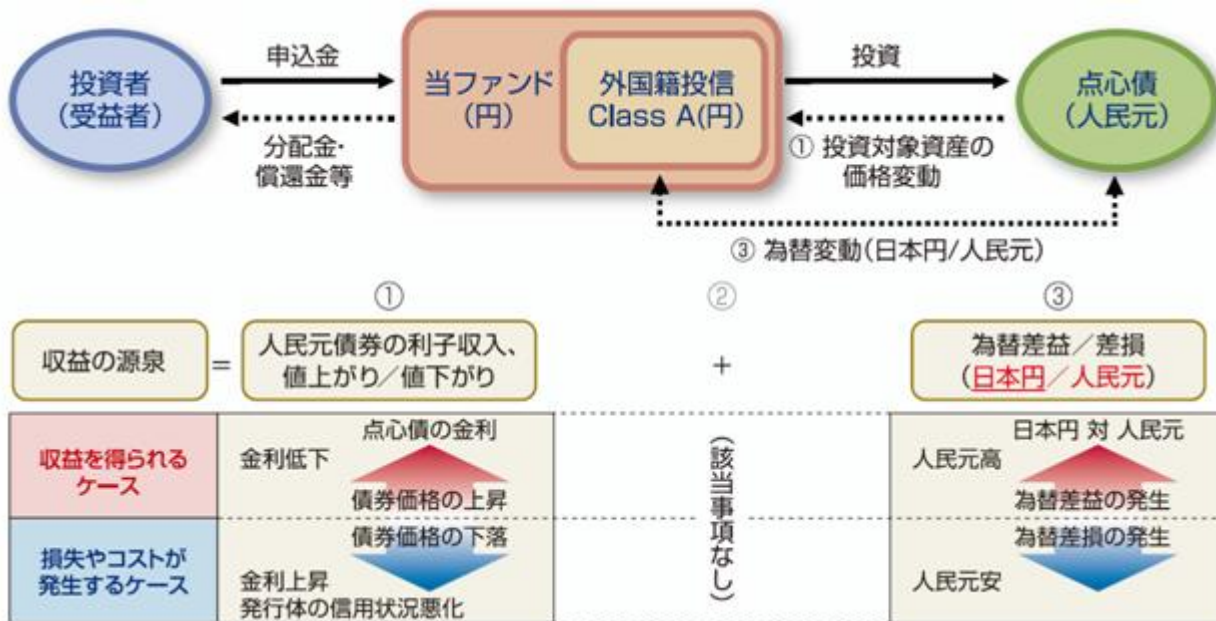 投資者
(受益者)
申込金
分配金・
償還金等
当ファンド
(円)
外国籍投信
Class A(円)
投資
① 投資対象資産の
価格変動
点心債
(人民元)
③ 為替変動(日本円/人民元)
①
②
③
収益の源泉
=
人民元債券の利子収入、
値上がり/値下がり
+
為替差益/差損
(日本円/人民元)
収益を得られる
ケース
点心債の金利
金利低下
債券価格の上昇
(該当事項なし)
日本円 対 人民元
人民元高
為替差益の発生
損失やコストが
発生するケース
債券価格の下落
金利上昇
発行体の信用状況悪化
為替差損の発生
人民元安